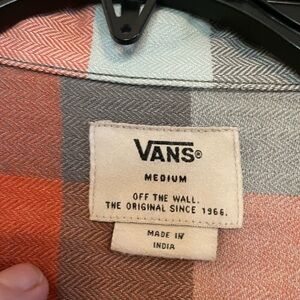 VANS®
MEDIUM
OFF THE WALL.
THE ORIGINAL SINCE 1966.
MADE IN
INDIA